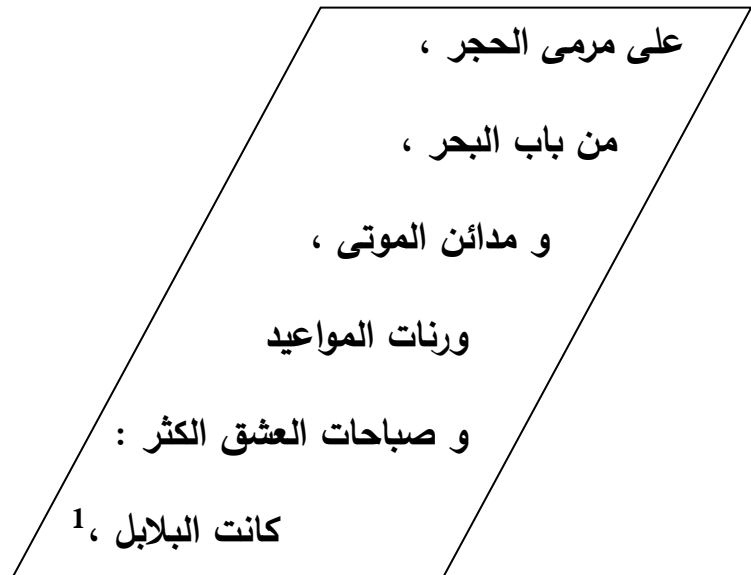 على مرمى الحجر ،
من باب البحر ،
و مدائن الموتى ،
ورنات المواعيد
و صباحات العشق الكثر :
كانت البلابل ،1